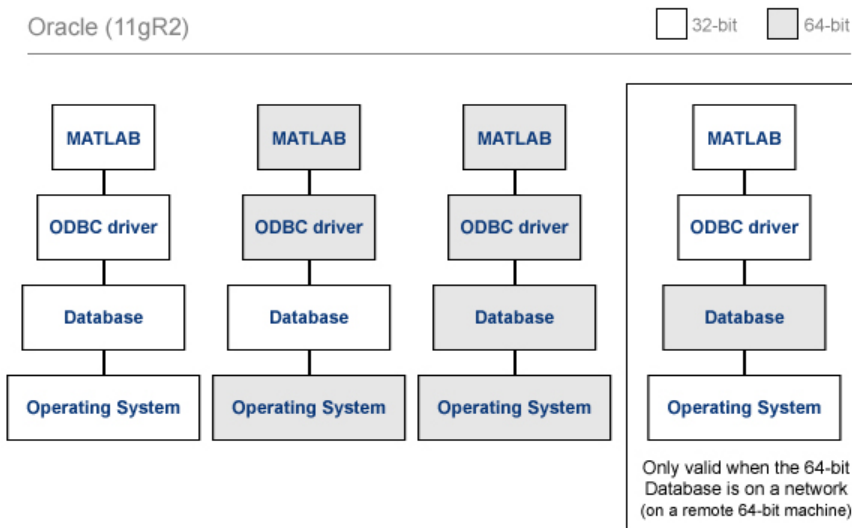 Oracle (11gR2)
32-bit
64-bit
MATLAB
ODBC driver
Database
Operating System
MATLAB
ODBC driver
Database
Operating System
MATLAB
ODBC driver
Database
Operating System
MATLAB
ODBC driver
Database
Operating System
Only valid when the 64-bit
Database is on a network
(on a remote 64-bit machine)